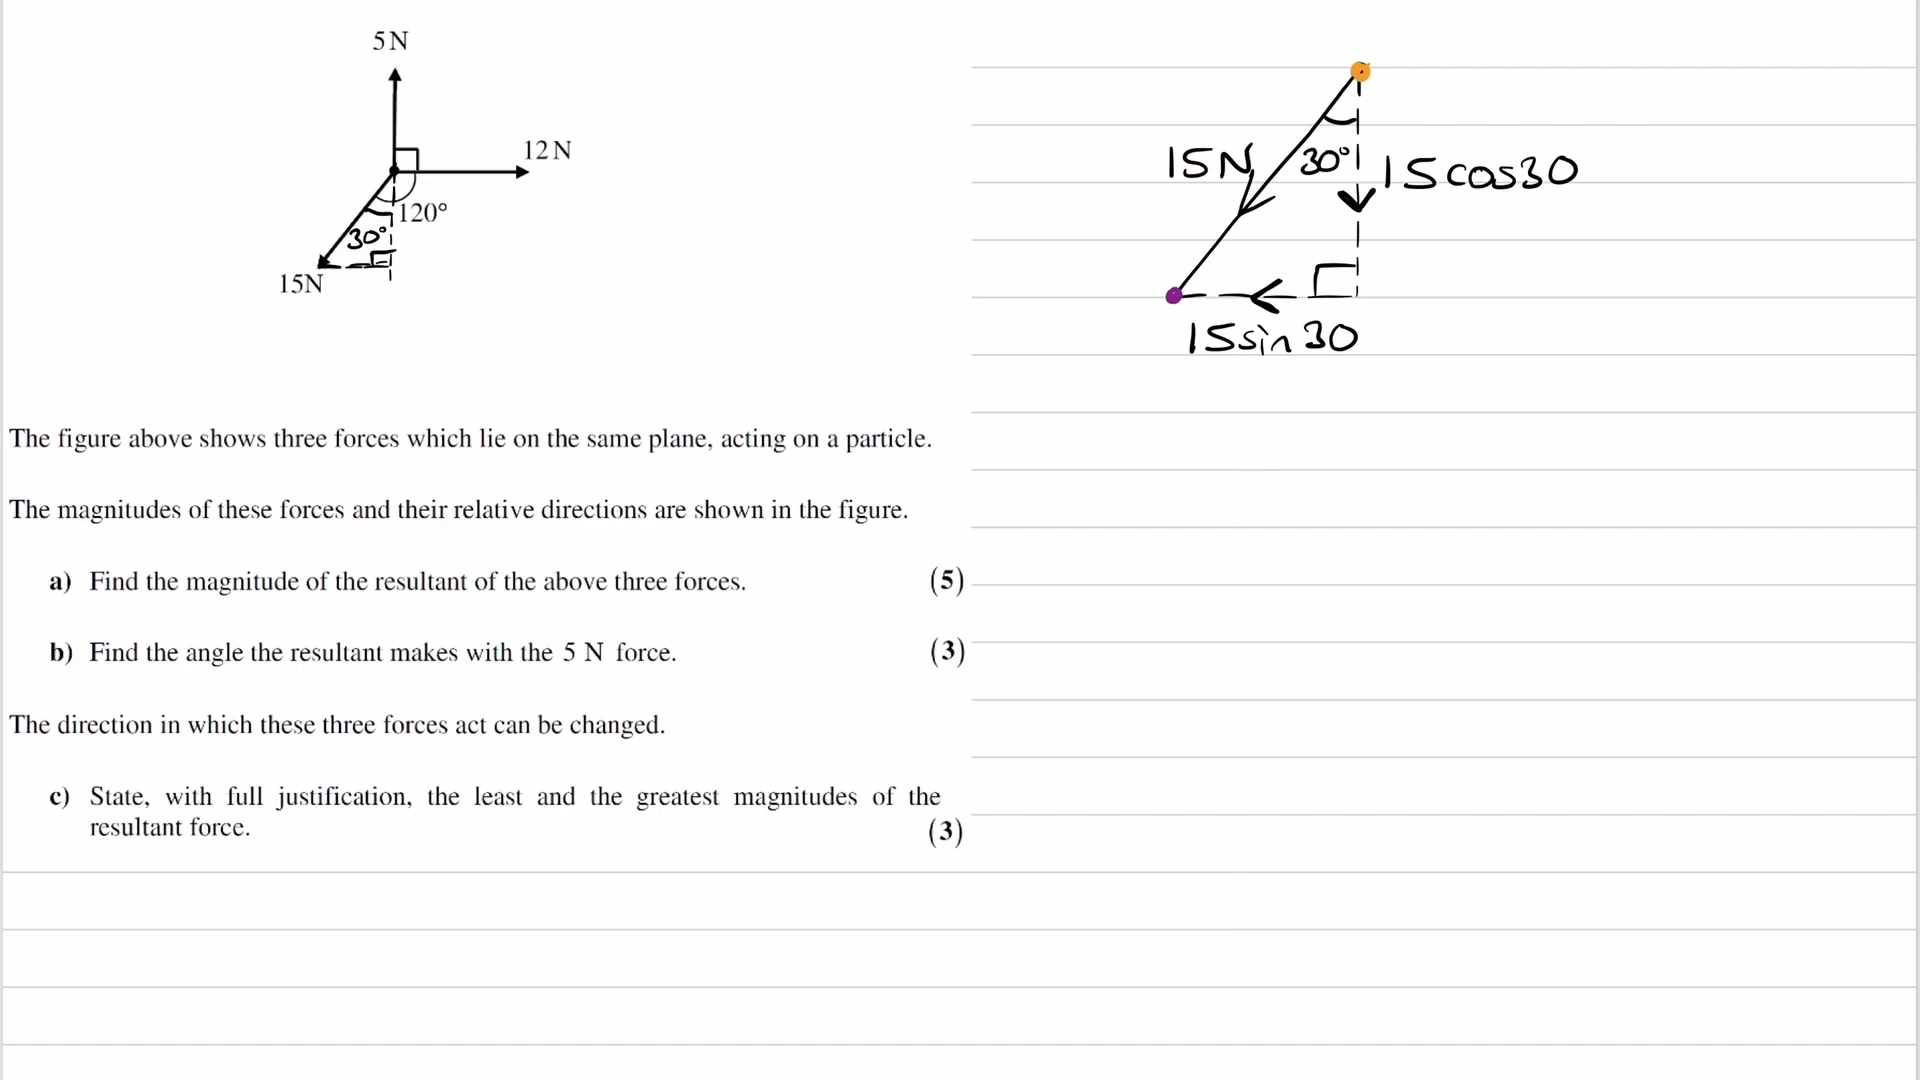 5N
12N
120°
30°
15N
15N
30°
15cos30
15sin30
The figure above shows three forces which lie on the same plane, acting on a particle.
The magnitudes of these forces and their relative directions are shown in the figure.
a) Find the magnitude of the resultant of the above three forces. (5)
b) Find the angle the resultant makes with the 5 N force. (3)
The direction in which these three forces act can be changed.
c) State, with full justification, the least and the greatest magnitudes of the
resultant force. (3)